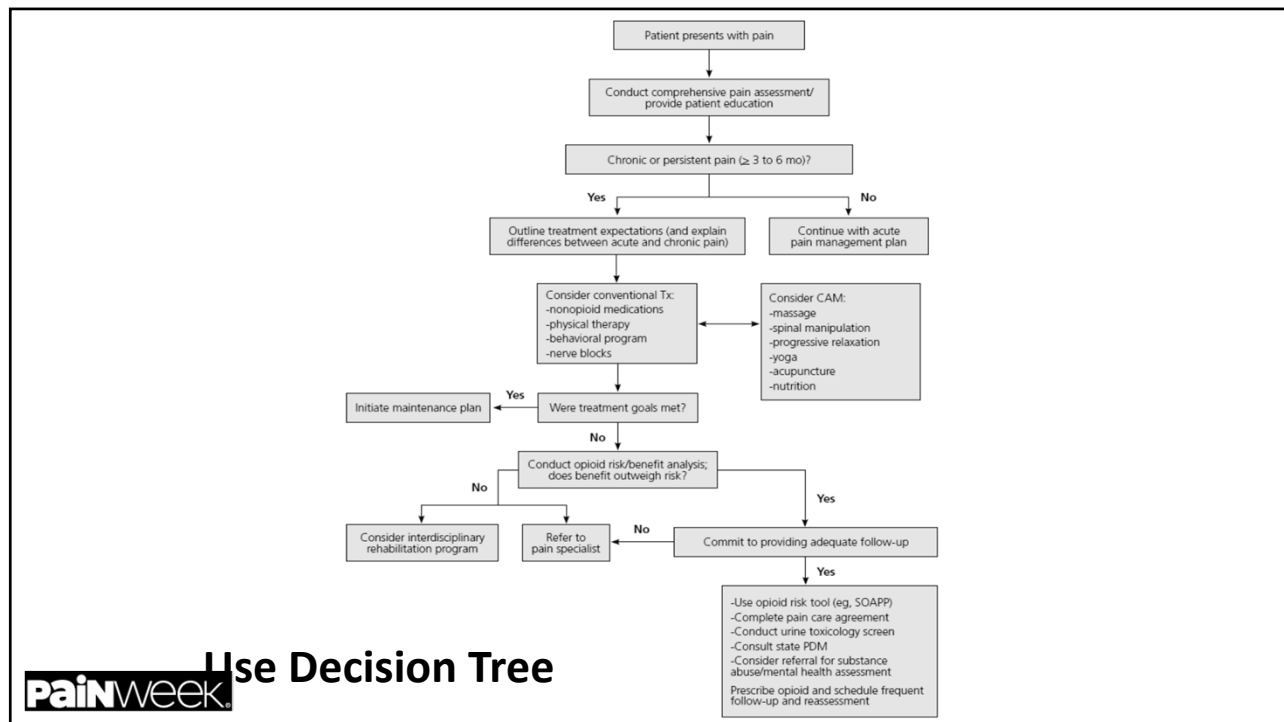 Patient presents with pain
Conduct comprehensive pain assessment/
provide patient education
Chronic or persistent pain (≥ 3 to 6 mo)?
Yes
No
Outline treatment expectations (and explain
differences between acute and chronic pain)
Continue with acute
pain management plan
Consider conventional Tx:
-nonopioid medications
-physical therapy
-behavioral program
-nerve blocks
Consider CAM:
-massage
-spinal manipulation
-progressive relaxation
-yoga
-acupuncture
-nutrition
Initiate maintenance plan
Yes
Were treatment goals met?
No
Conduct opioid risk/benefit analysis;
does benefit outweigh risk?
No
Yes
Consider interdisciplinary
rehabilitation program
Refer to
pain specialist
No
Commit to providing adequate follow-up
Yes
-Use opioid risk tool (eg, SOAPP)
-Complete pain care agreement
-Conduct urine toxicology screen
-Consult state PDM
-Consider referral for substance
abuse/mental health assessment
Prescribe opioid and schedule frequent
follow-up and reassessment
Use Decision Tree
PaiNWeeK.